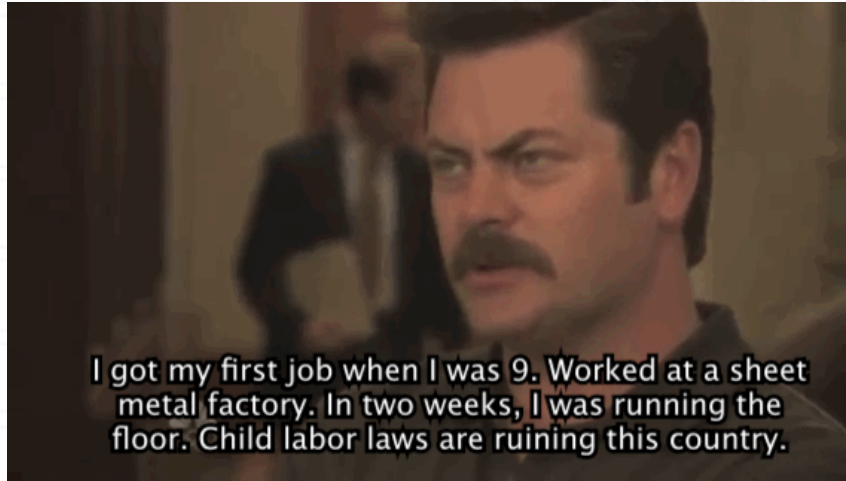 I got my first job when I was 9. Worked at a sheet
metal factory. In two weeks, I was running the
floor. Child labor laws are ruining this country.